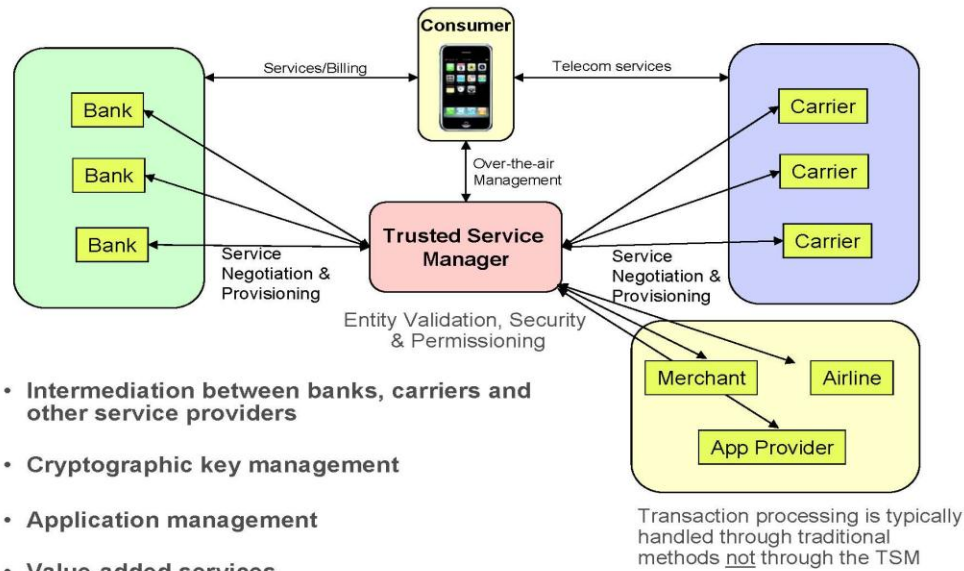 Consumer
Services/Billing
Telecom services
Bank
Bank
Bank
Carrier
Carrier
Carrier
Over-the-air
Management
Trusted Service
Manager
Service
Negotiation &
Provisioning
Service
Negotiation &
Provisioning
Entity Validation, Security
& Permissioning
Merchant
Airline
App Provider
• Intermediation between banks, carriers and
other service providers
• Cryptographic key management
• Application management
• Value-added services
Transaction processing is typically
handled through traditional
methods not through the TSM